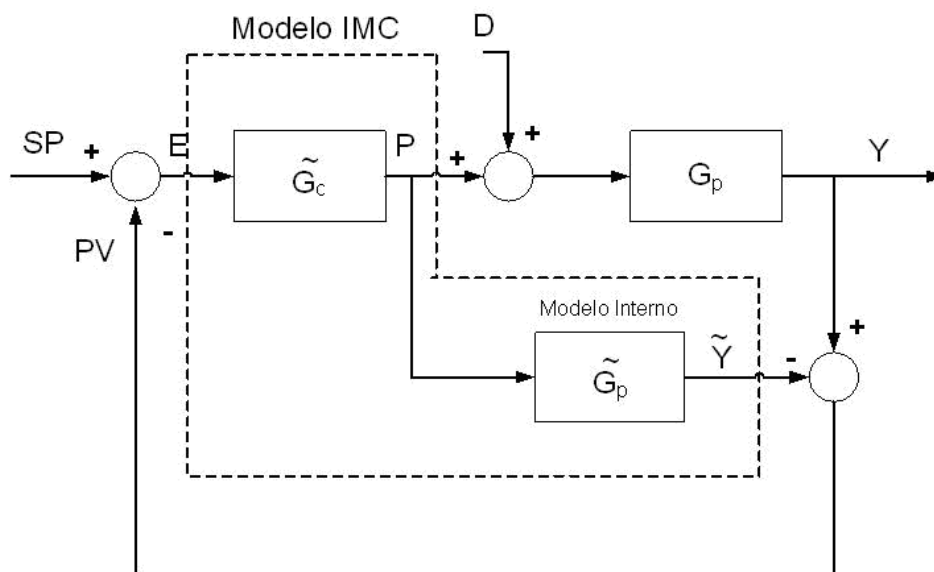 Modelo IMC
D
SP
+
E
G̃c
P
+
+
Gp
Y
PV
-
Modelo Interno
G̃p
Ỹ
-
+